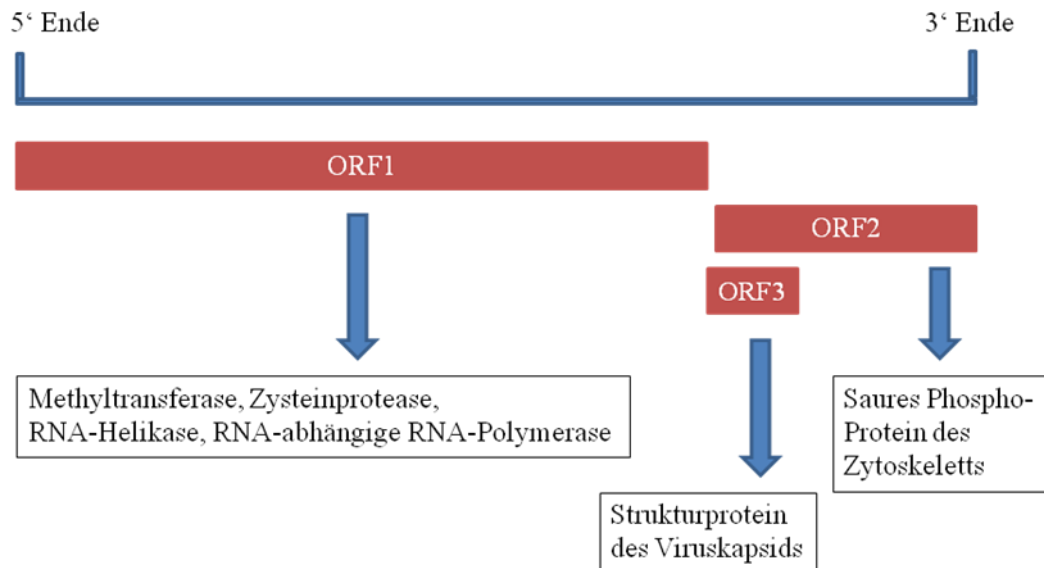 5‘ Ende
3‘ Ende
ORF1
ORF2
ORF3
Methyltransferase, Zysteinprotease,
RNA-Helikase, RNA-abhängige RNA-Polymerase
Saures Phospho-
Protein des
Zytoskeletts
Strukturprotein
des Viruskapsids